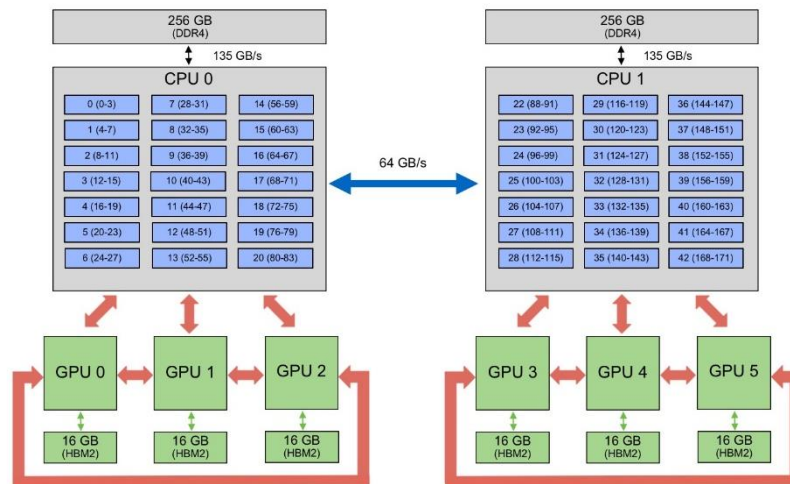 256 GB
(DDR4)
135 GB/s
CPU 0
0 (0-3) 7 (28-31) 14 (56-59)
1 (4-7) 8 (32-35) 15 (60-63)
2 (8-11) 9 (36-39) 16 (64-67)
3 (12-15) 10 (40-43) 17 (68-71)
4 (16-19) 11 (44-47) 18 (72-75)
5 (20-23) 12 (48-51) 19 (76-79)
6 (24-27) 13 (52-55) 20 (80-83)
64 GB/s
256 GB
(DDR4)
135 GB/s
CPU 1
22 (88-91) 29 (116-119) 36 (144-147)
23 (92-95) 30 (120-123) 37 (148-151)
24 (96-99) 31 (124-127) 38 (152-155)
25 (100-103) 32 (128-131) 39 (156-159)
26 (104-107) 33 (132-135) 40 (160-163)
27 (108-111) 34 (136-139) 41 (164-167)
28 (112-115) 35 (140-143) 42 (168-171)
GPU 0 GPU 1 GPU 2
16 GB 16 GB 16 GB
(HBM2) (HBM2) (HBM2)
GPU 3 GPU 4 GPU 5
16 GB 16 GB 16 GB
(HBM2) (HBM2) (HBM2)